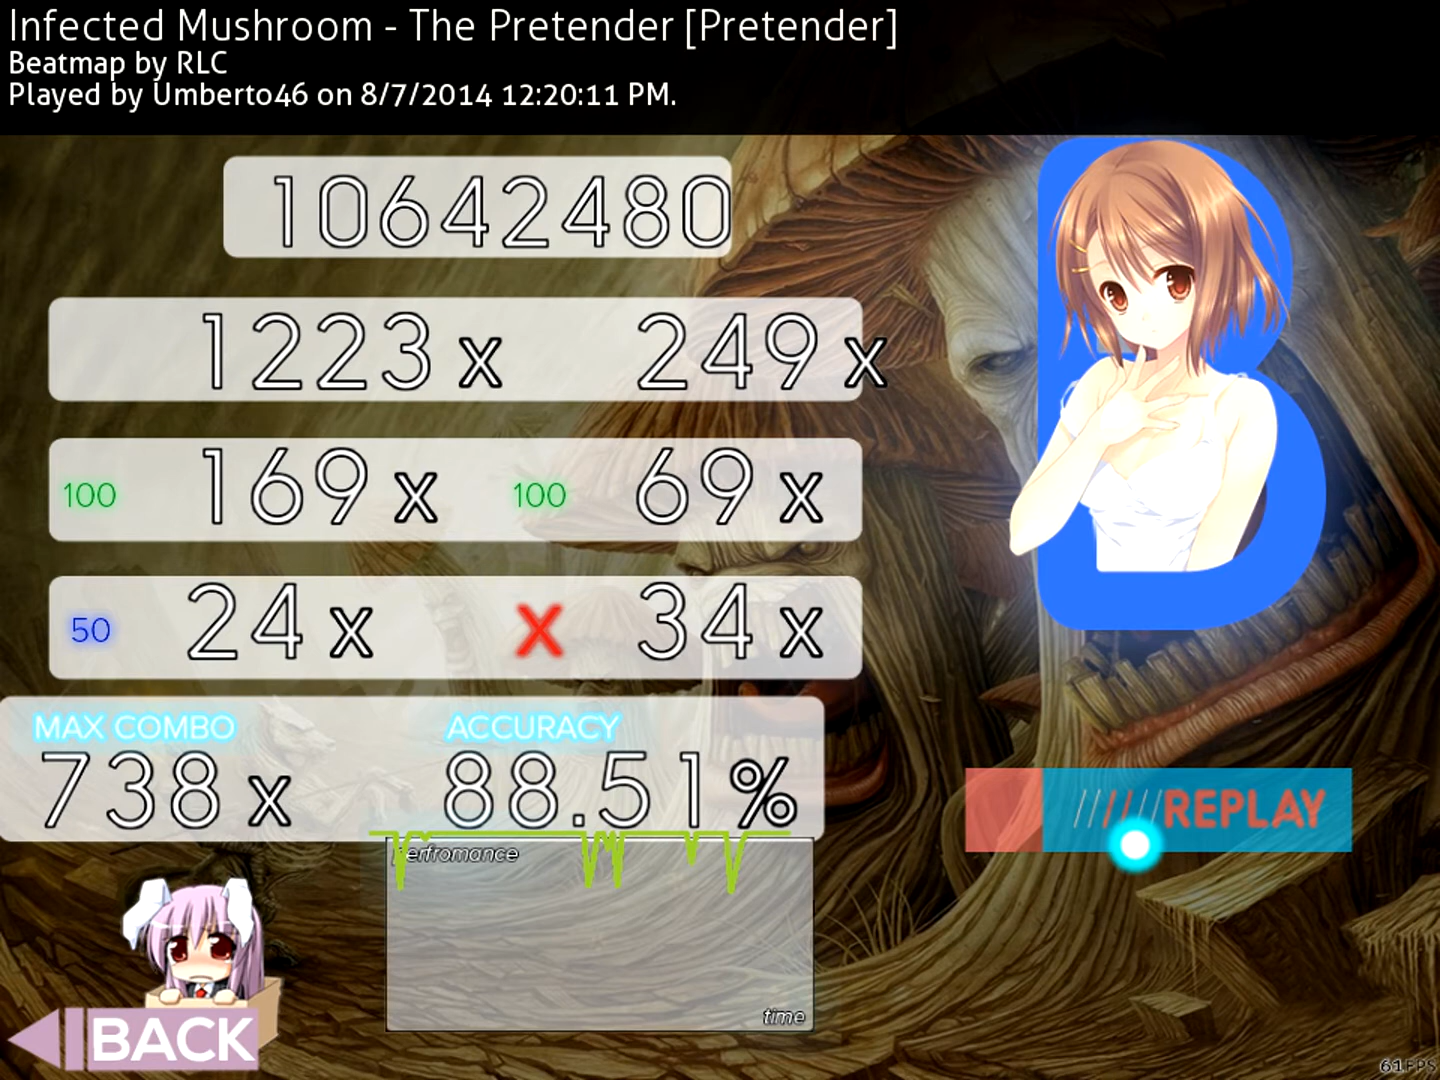 Infected Mushroom - The Pretender [Pretender]
Beatmap by RLC
Played by Umberto46 on 8/7/2014 12:20:11 PM.
10642480
1223x 249x
100 169x 100 69x
50 24x X 34x
MAX COMBO ACCURACY
738x 88.51%
perfromance
//////REPLAY
time
BACK
61FPS